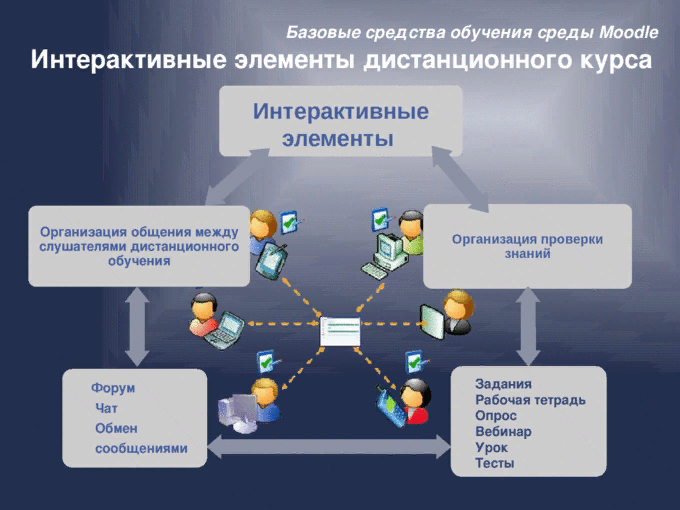 Базовые средства обучения среды Moodle
Интерактивные элементы дистанционного курса
Интерактивные
элементы
Организация общения между
слушателями дистанционного
обучения
Организация проверки
знаний
Форум
Чат
Обмен
сообщениями
Задания
Рабочая тетрадь
Опрос
Вебинар
Урок
Тесты